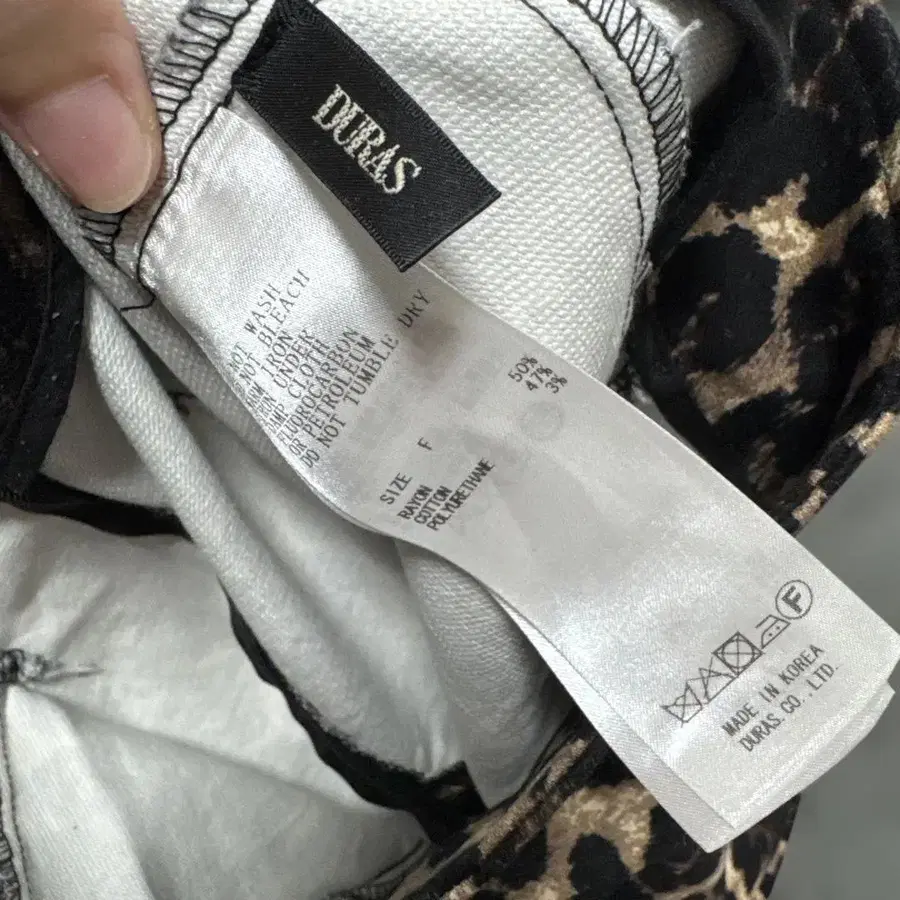 DURAS
NOT WASH
NOT BLEACH
IRON
UNDER
CLOTH
FLUOROCARBON
OR PETROLEUM
DO NOT TUMBLE DRY
SIZE F
RAYON 50%
COTTON 47%
POLYURETHANE 3%
F
MADE IN KOREA
DURAS. CO. LTD.